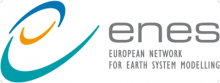 enes
EUROPEAN NETWORK
FOR EARTH SYSTEM MODELLING